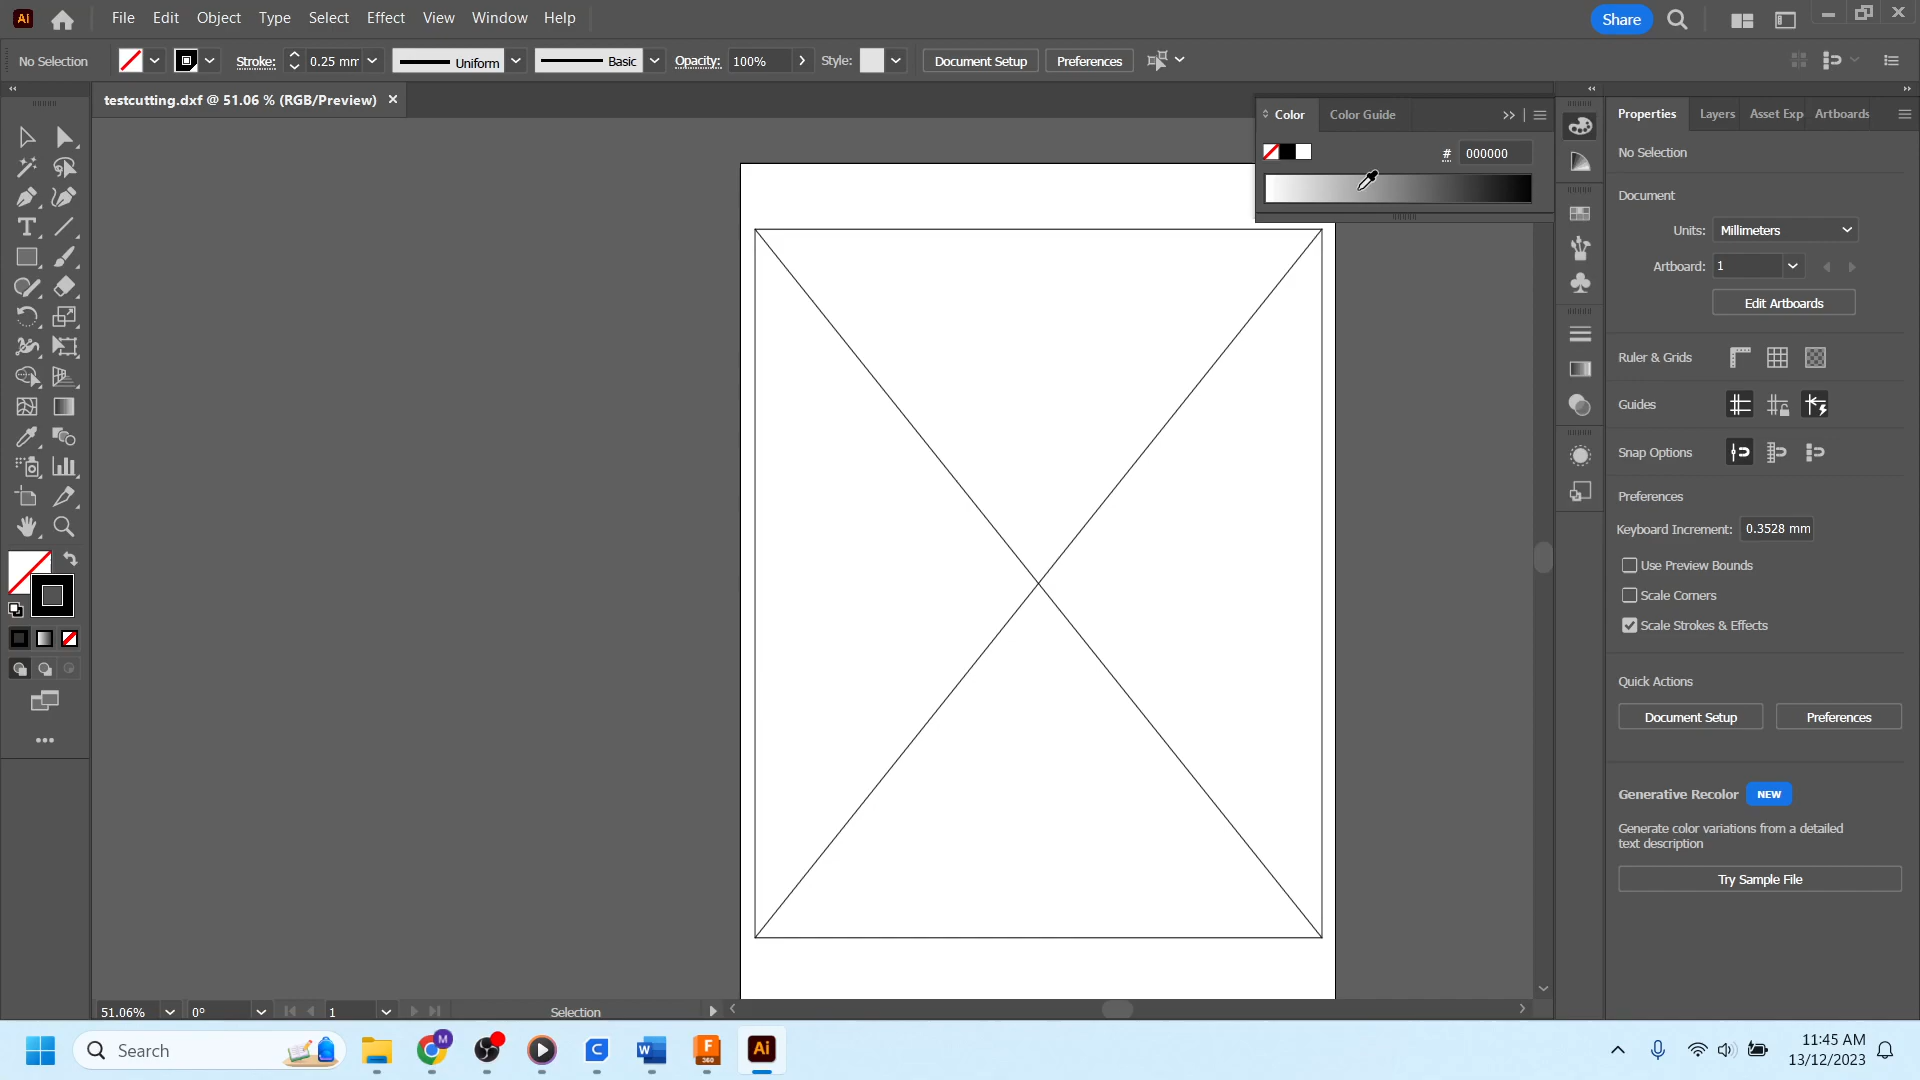 Ai File Edit Object Type Select Effect View Window Help Share
No Selection Stroke: 0.25 mm Uniform Basic Opacity: 100% Style: Document Setup Preferences
testcutting.dxf @ 51.06 % (RGB/Preview)
Color Color Guide
# 000000
Properties Layers Asset Exp Artboards
No Selection
Document
Units: Millimeters
Artboard: 1
Edit Artboards
Ruler & Grids
Guides
Snap Options
Preferences
Keyboard Increment: 0.3528 mm
Use Preview Bounds
Scale Corners
Scale Strokes & Effects
Quick Actions
Document Setup Preferences
Generative Recolor NEW
Generate color variations from a detailed
text description
Try Sample File
51.06% 0° 1 Selection
Search M C W F 360 Ai
11:45 AM
13/12/2023